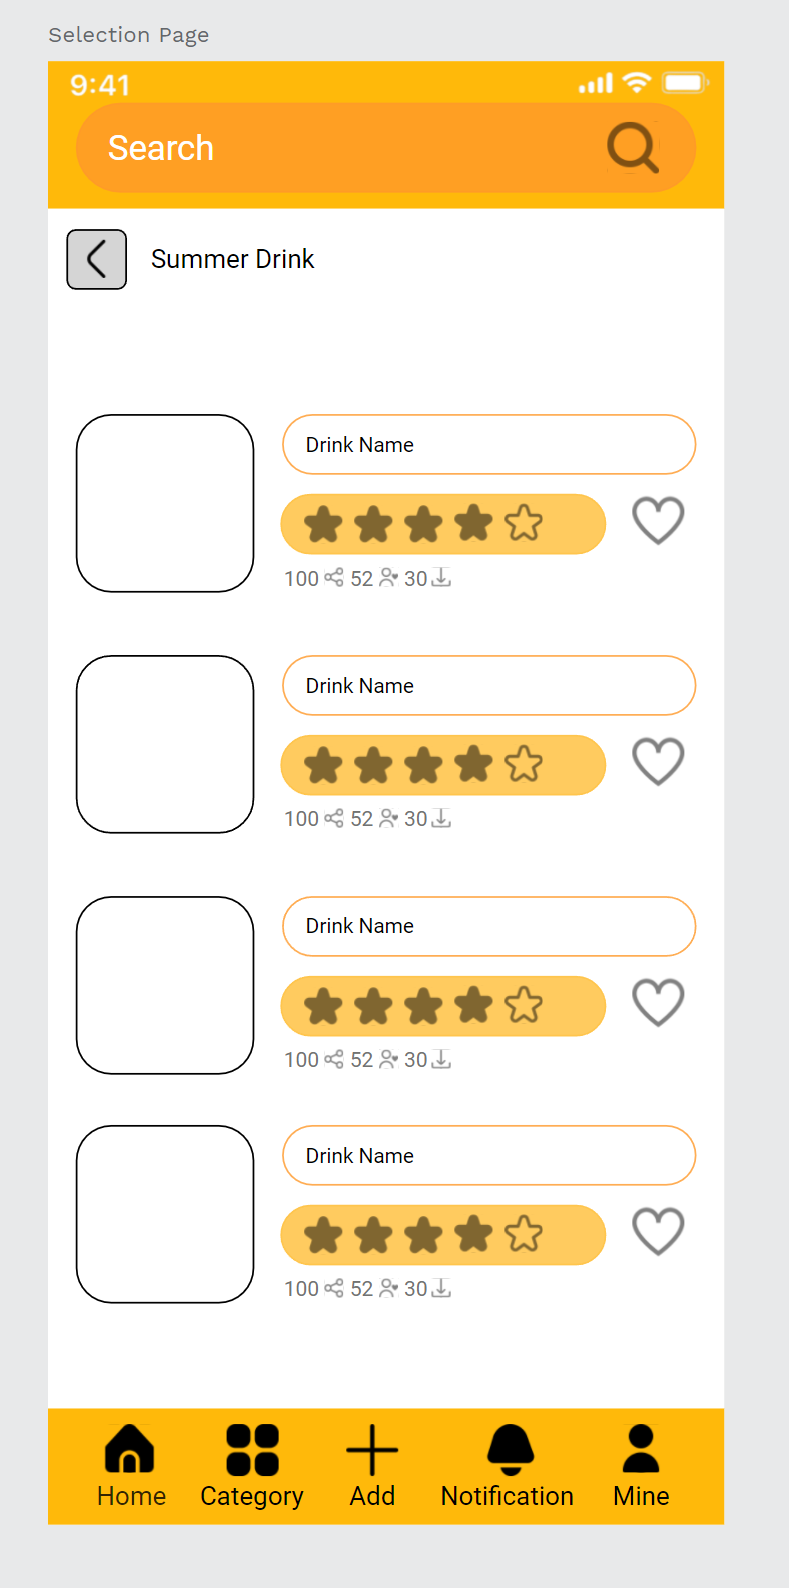 Selection Page
9:41
Search
Summer Drink
Drink Name
100 52 30
Drink Name
100 52 30
Drink Name
100 52 30
Drink Name
100 52 30
Home Category Add Notification Mine